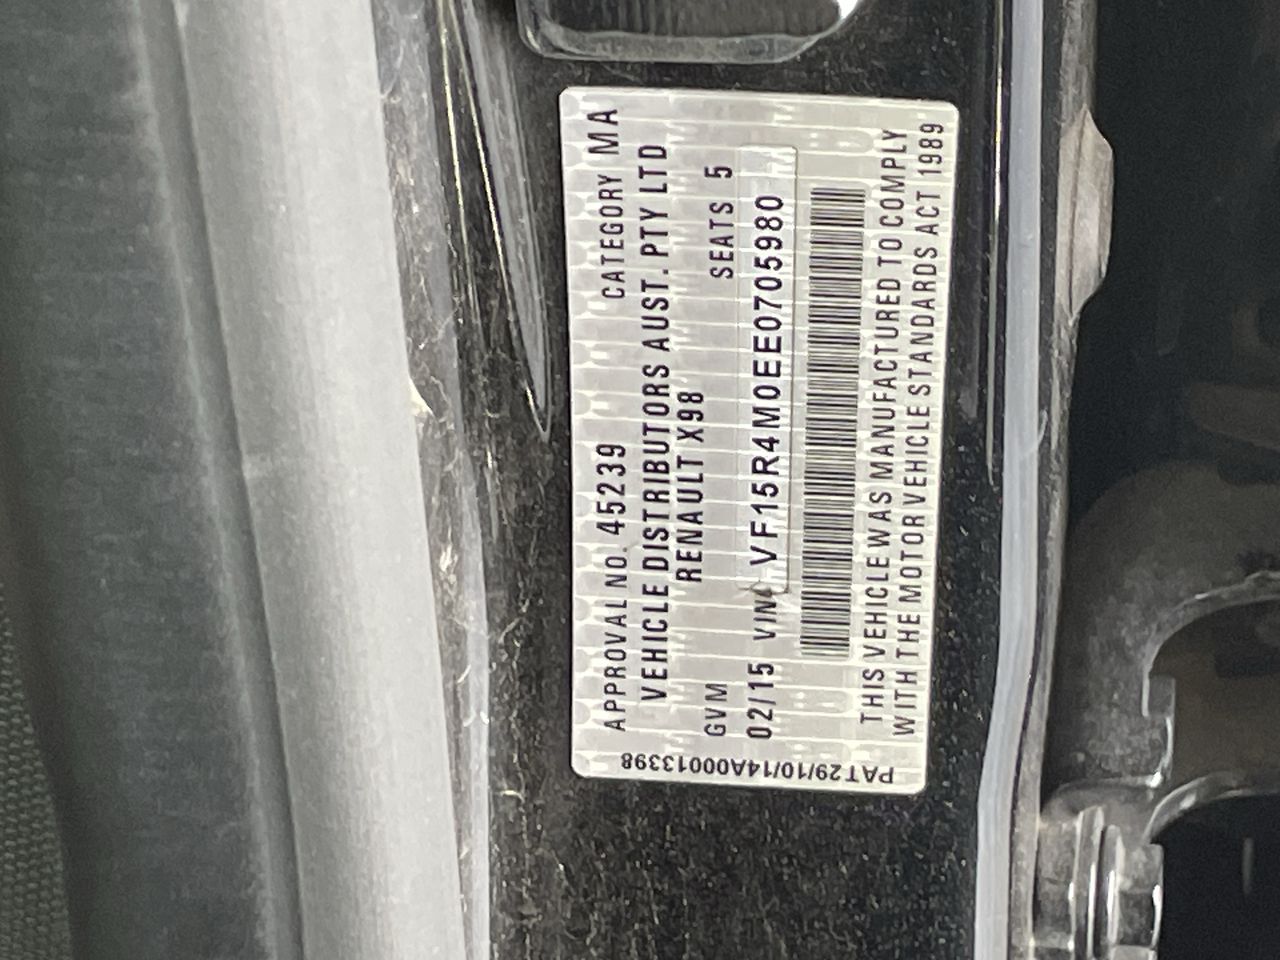 APPROVAL NO. 45239 CATEGORY MA
VEHICLE DISTRIBUTORS AUST. PTY LTD
RENAULT X98
GVM SEATS 5
02/15 VIN VF15R4M0EE0705980
THIS VEHICLE WAS MANUFACTURED TO COMPLY
WITH THE MOTOR VEHICLE STANDARDS ACT 1989
PAT29/10/14A00013398